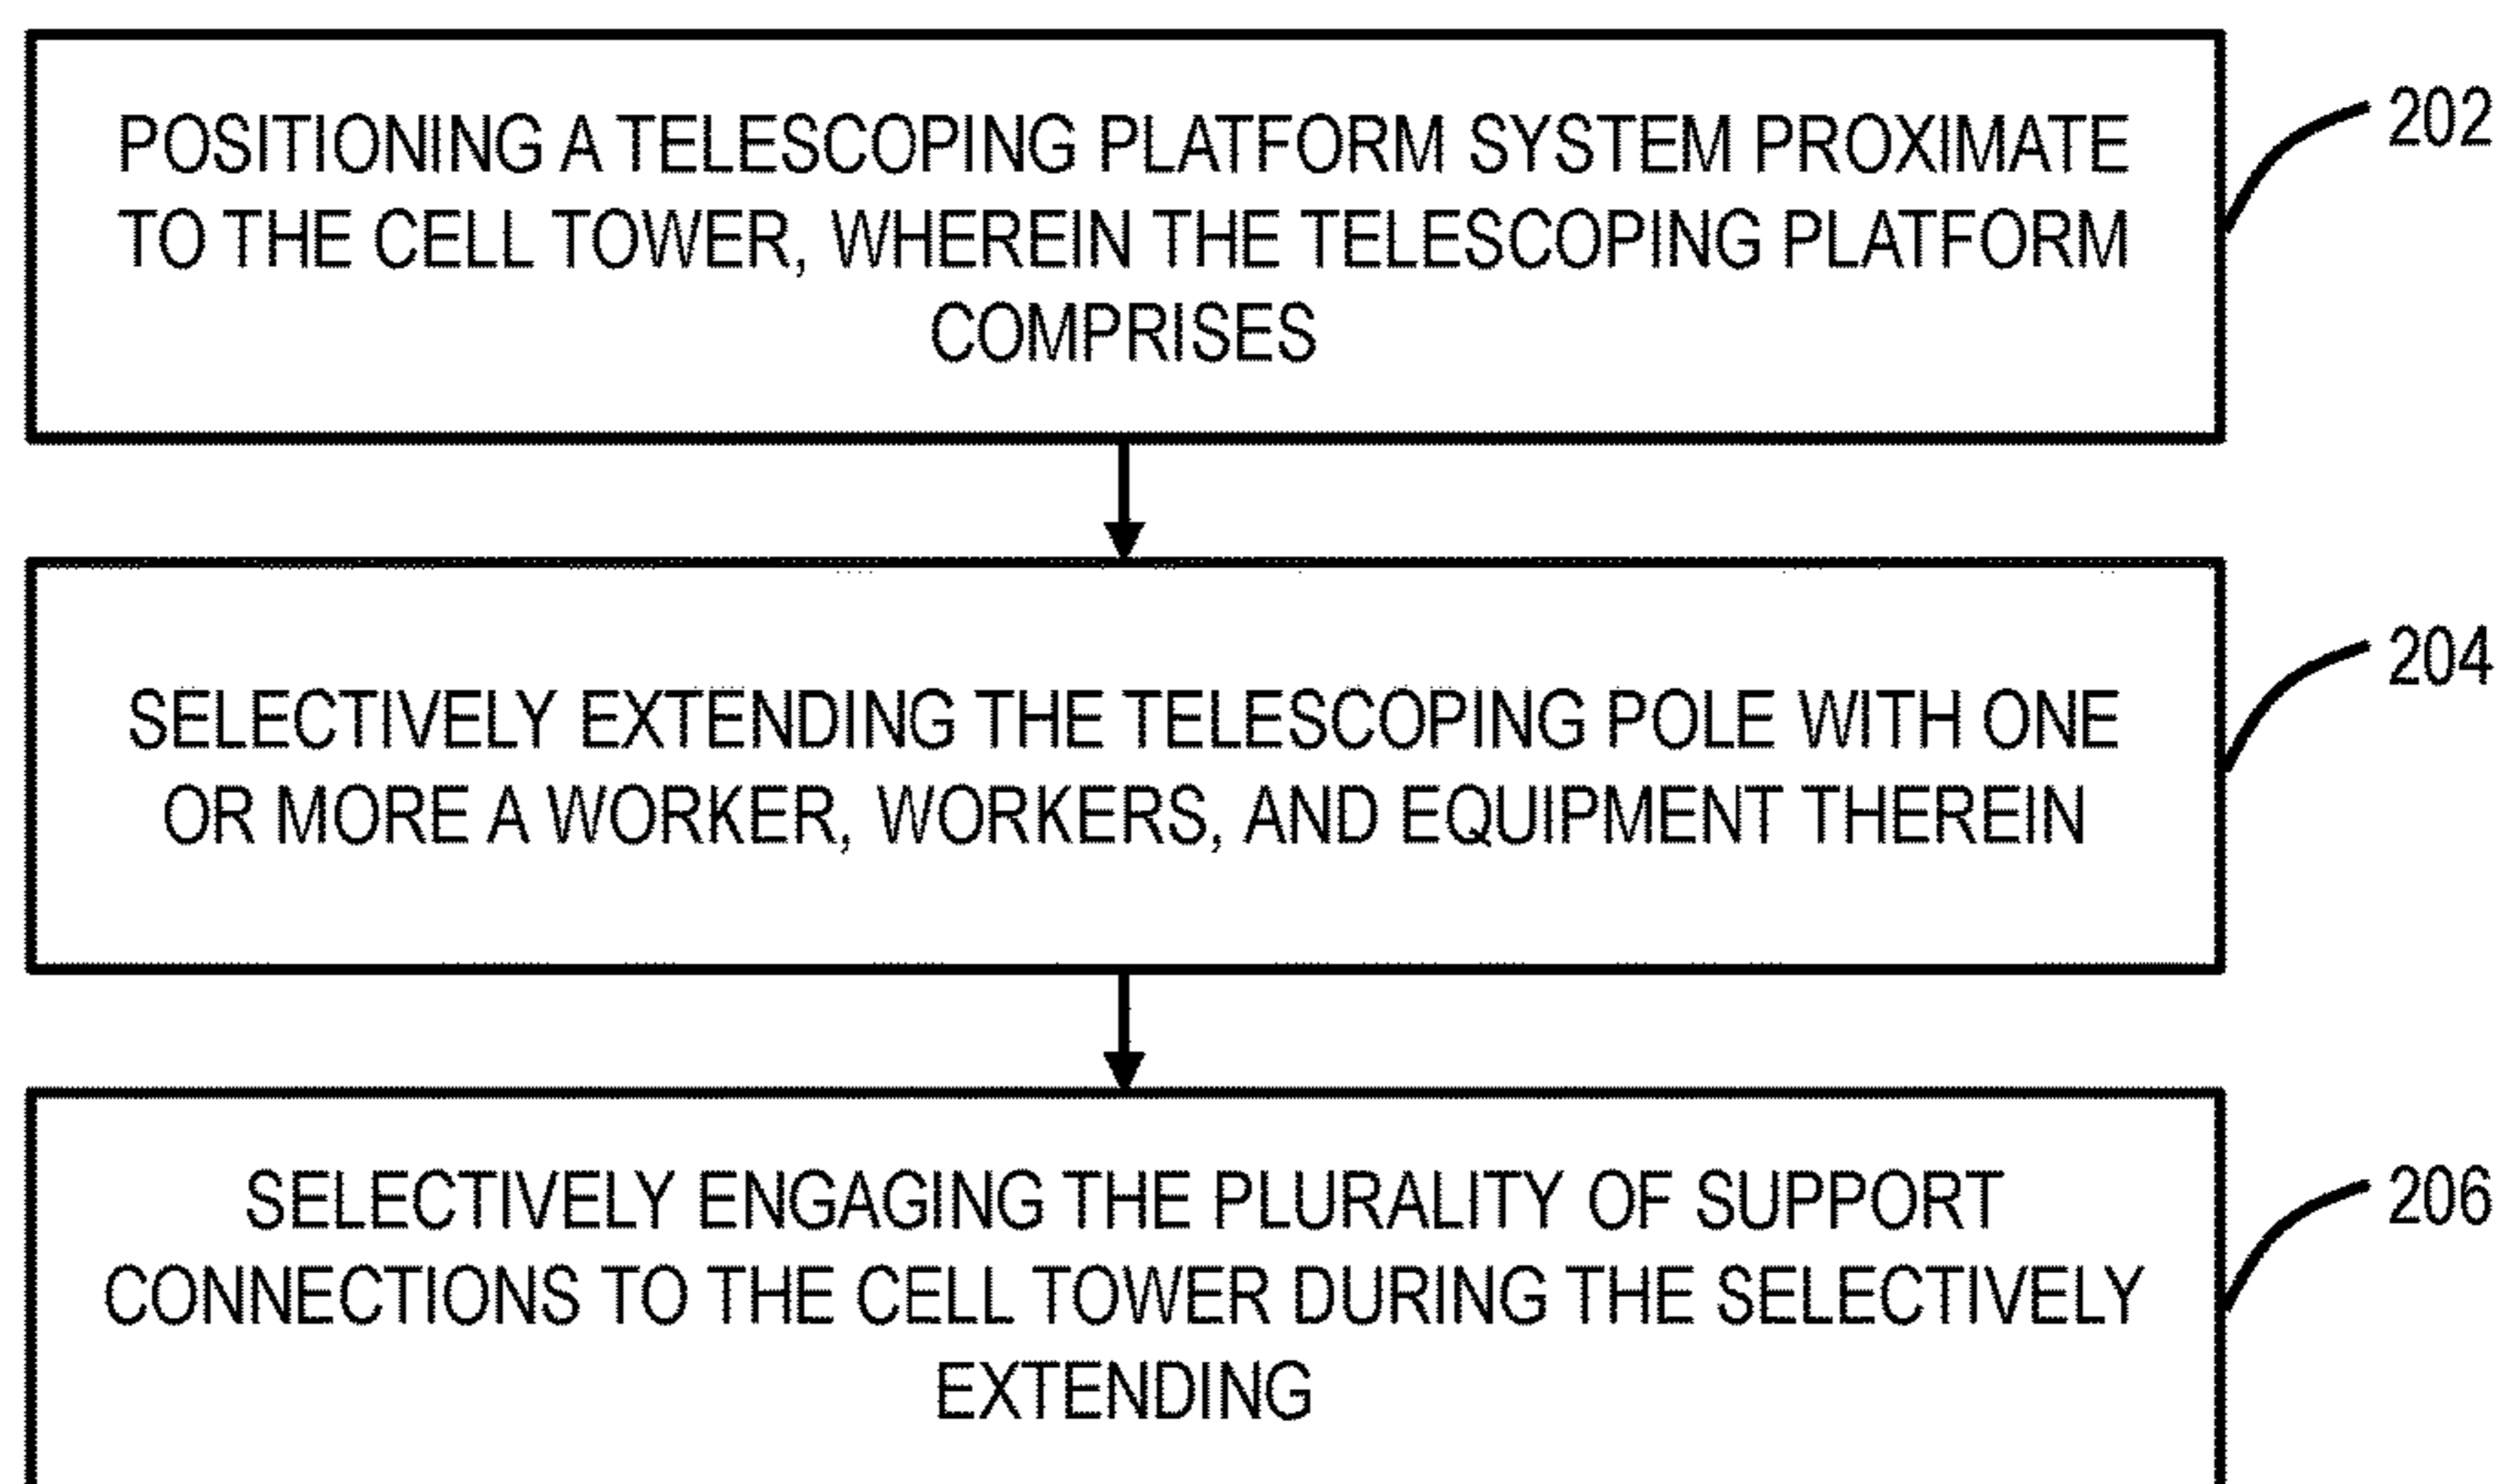 POSITIONING A TELESCOPING PLATFORM SYSTEM PROXIMATE
TO THE CELL TOWER, WHEREIN THE TELESCOPING PLATFORM
COMPRISES
202
SELECTIVELY EXTENDING THE TELESCOPING POLE WITH ONE
OR MORE A WORKER, WORKERS, AND EQUIPMENT THEREIN
204
SELECTIVELY ENGAGING THE PLURALITY OF SUPPORT
CONNECTIONS TO THE CELL TOWER DURING THE SELECTIVELY
EXTENDING
206